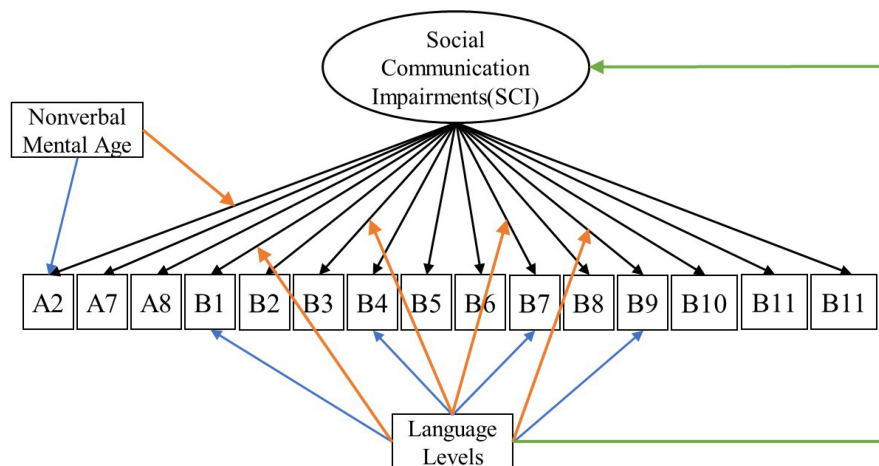 Social
Communication
Impairments(SCI)
Nonverbal
Mental Age
A2 A7 A8 B1 B2 B3 B4 B5 B6 B7 B8 B9 B10 B11 B11
Language
Levels